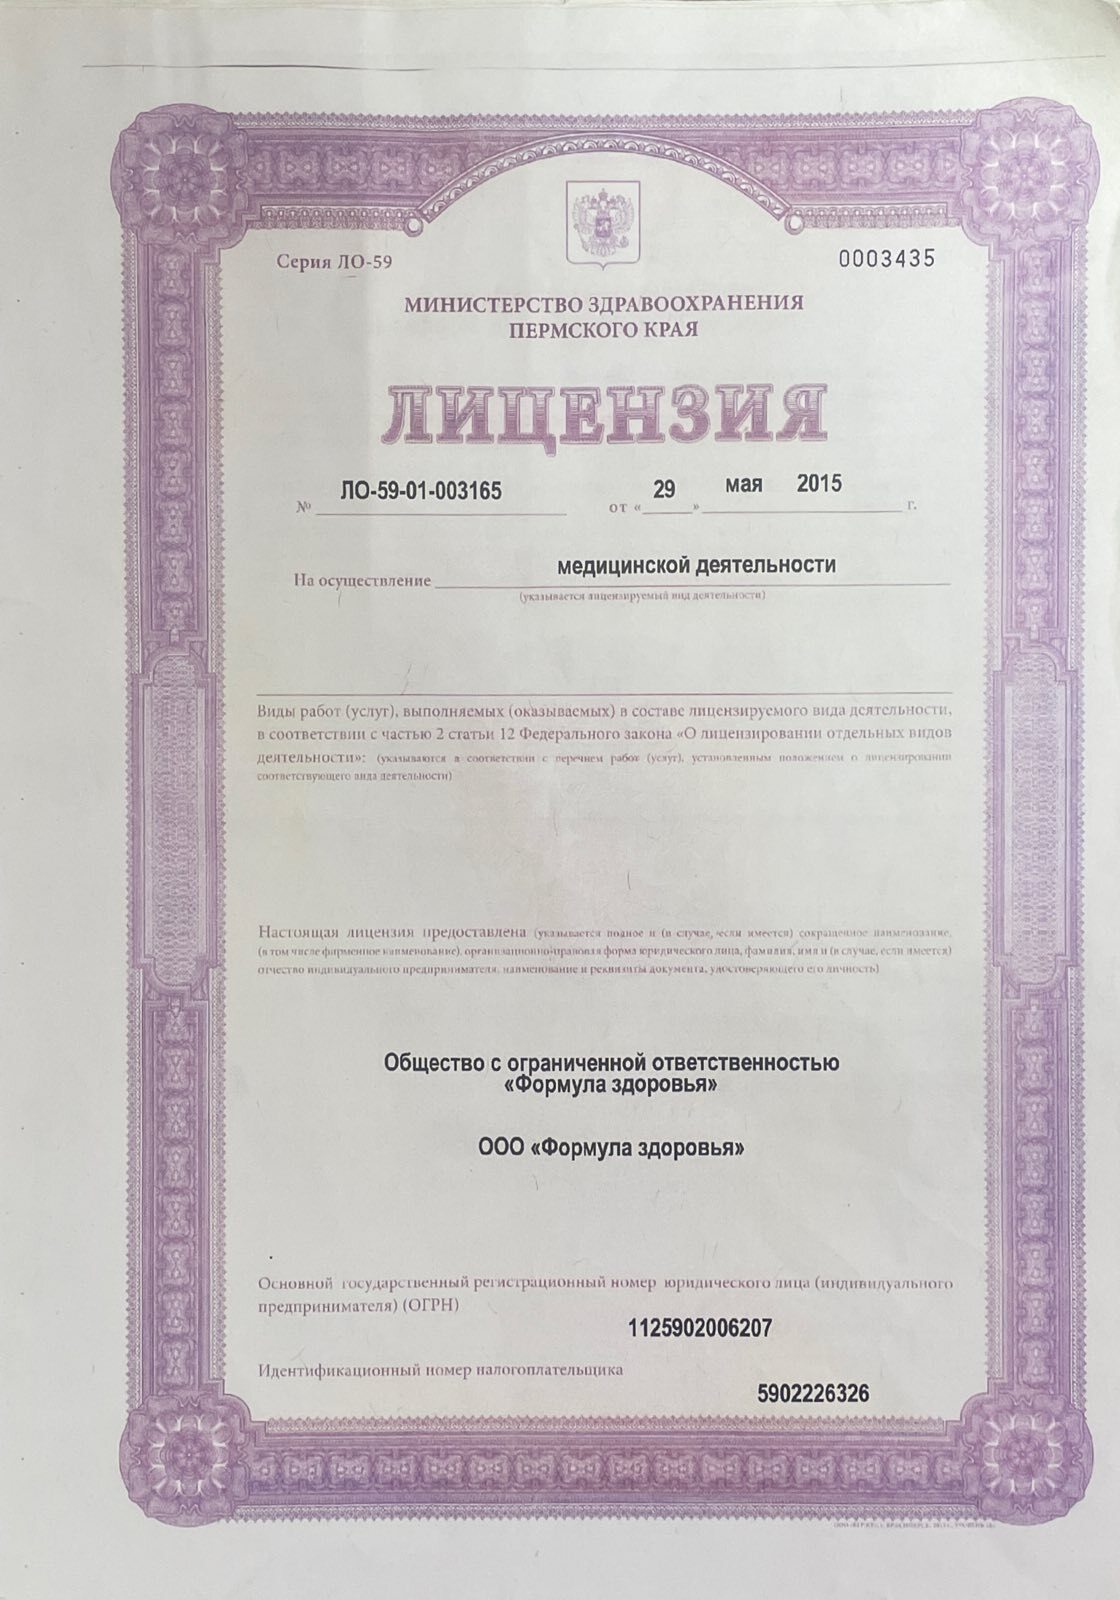 Серия ЛО-59
0003435
МИНИСТЕРСТВО ЗДРАВООХРАНЕНИЯ
ПЕРМСКОГО КРАЯ
ЛИЦЕНЗИЯ
№ ЛО-59-01-003165 от « 29 » мая 2015 г.
На осуществление медицинской деятельности
(указывается лицензируемый вид деятельности)
Виды работ (услуг), выполняемых (оказываемых) в составе лицензируемого вида деятельности,
в соответствии с частью 2 статьи 12 Федерального закона «О лицензировании отдельных видов
деятельности»: (указываются в соответствии с перечнем работ (услуг), установленным положением о лицензировании
соответствующего вида деятельности)
Настоящая лицензия предоставлена (указывается полное и (в случае, если имеется) сокращенное наименование,
(в том числе фирменное наименование), организационно-правовая форма юридического лица, фамилия, имя и (в случае, если имеется)
отчество индивидуального предпринимателя, наименование и реквизиты документа, удостоверяющего его личность)
Общество с ограниченной ответственностью
«Формула здоровья»
ООО «Формула здоровья»
Основной государственный регистрационный номер юридического лица (индивидуального
предпринимателя) (ОГРН)
1125902006207
Идентификационный номер налогоплательщика
5902226326